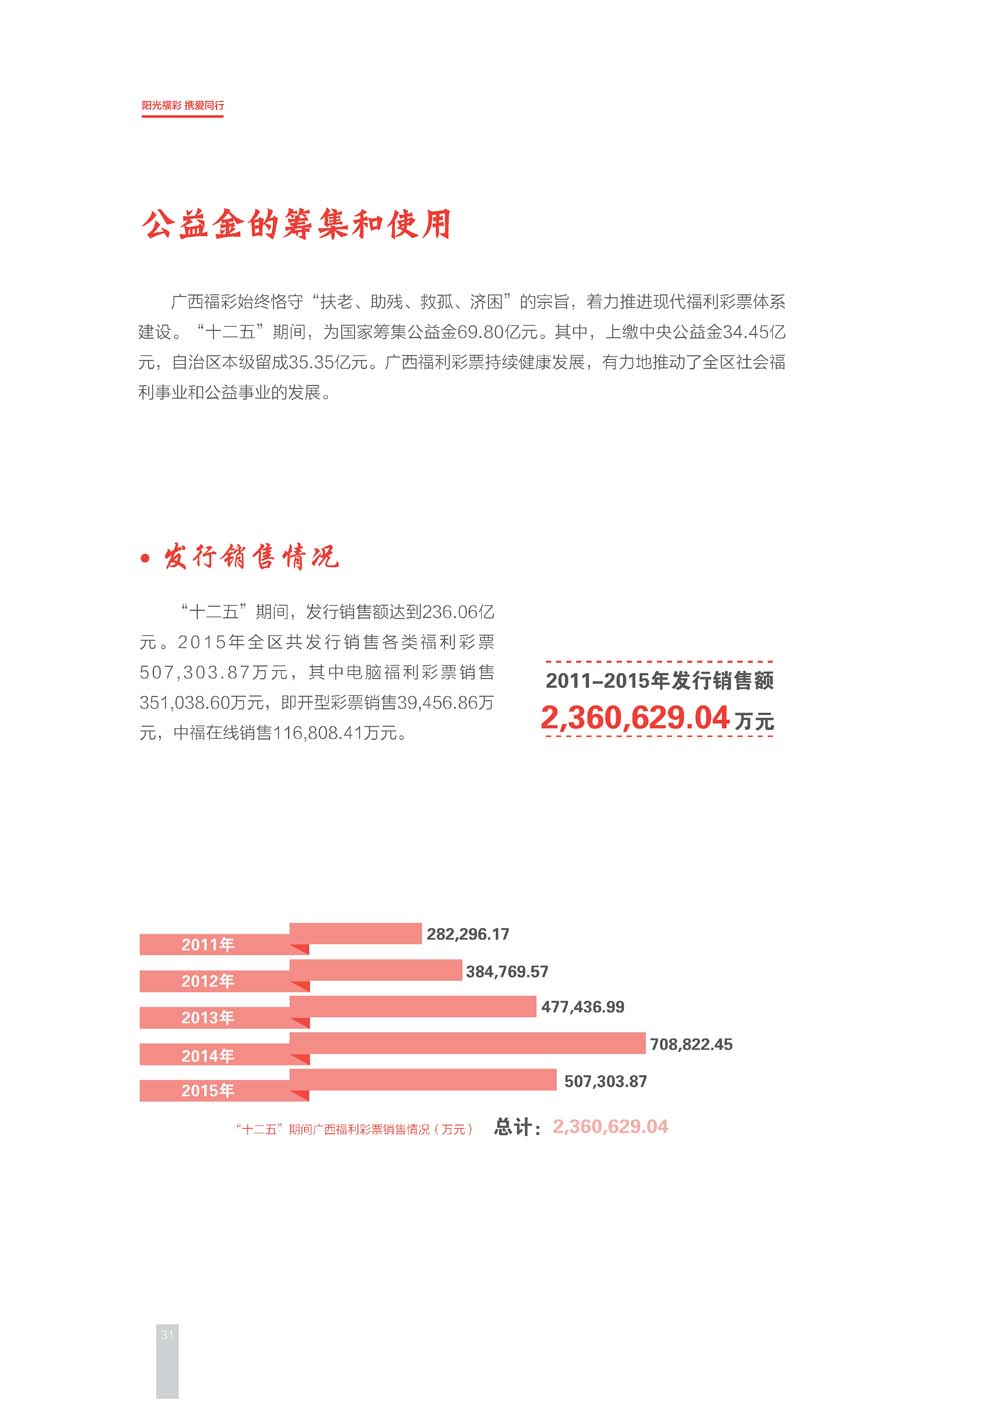 阳光福彩 携爱同行
公益金的筹集和使用
广西福彩始终恪守“扶老、助残、救孤、济困”的宗旨，着力推进现代福利彩票体系
建设。“十二五”期间，为国家筹集公益金69.80亿元。其中，上缴中央公益金34.45亿
元，自治区本级留成35.35亿元。广西福利彩票持续健康发展，有力地推动了全区社会福
利事业和公益事业的发展。
• 发行销售情况
“十二五”期间，发行销售额达到236.06亿
元。2015年全区共发行销售各类福利彩票
507,303.87万元，其中电脑福利彩票销售
351,038.60万元，即开型彩票销售39,456.86万
元，中福在线销售116,808.41万元。
2011–2015年发行销售额
2,360,629.04 万元
2011年 282,296.17
2012年 384,769.57
2013年 477,436.99
2014年 708,822.45
2015年 507,303.87
“十二五”期间广西福利彩票销售情况（万元） 总计：2,360,629.04
31